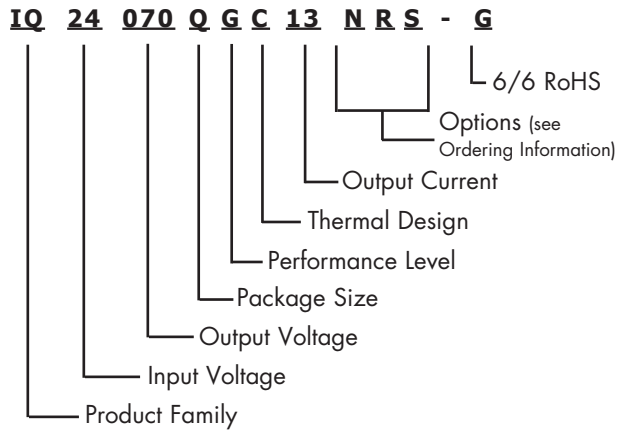 IQ 24 070 Q G C 13 N R S - G
6/6 RoHS
Options (see
Ordering Information)
Output Current
Thermal Design
Performance Level
Package Size
Output Voltage
Input Voltage
Product Family